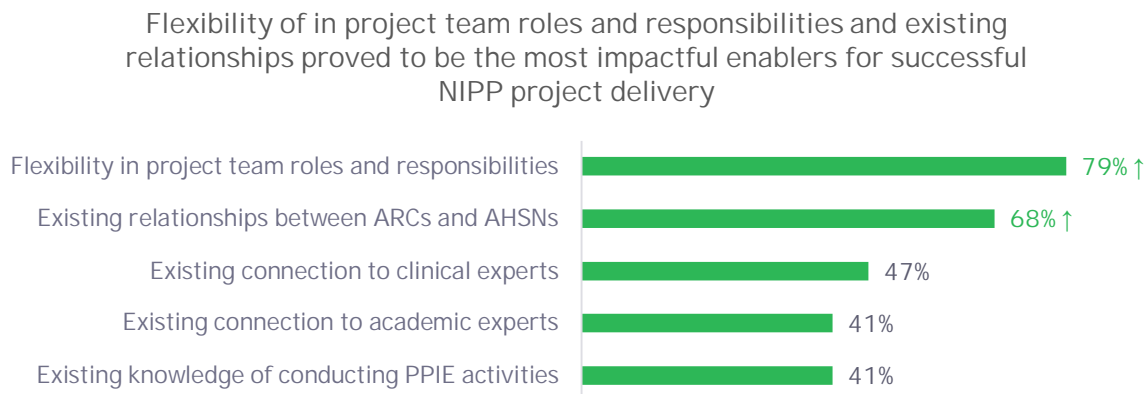 Flexibility of in project team roles and responsibilities and existing
relationships proved to be the most impactful enablers for successful
NIPP project delivery
Flexibility in project team roles and responsibilities 79% ↑
Existing relationships between ARCs and AHSNs 68% ↑
Existing connection to clinical experts 47%
Existing connection to academic experts 41%
Existing knowledge of conducting PPIE activities 41%